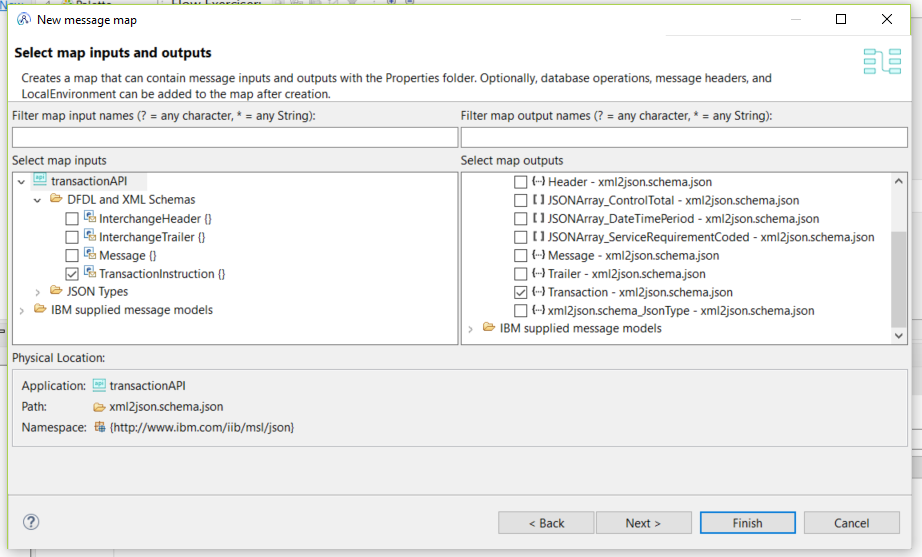 New message map
Select map inputs and outputs
Creates a map that can contain message inputs and outputs with the Properties folder. Optionally, database operations, message headers, and
LocalEnvironment can be added to the map after creation.
Filter map input names (? = any character, * = any String):
Filter map output names (? = any character, * = any String):
Select map inputs
Select map outputs
api transactionAPI
DFDL and XML Schemas
InterchangeHeader {}
InterchangeTrailer {}
Message {}
TransactionInstruction {}
JSON Types
IBM supplied message models
{···} Header - xml2json.schema.json
[ ] JSONArray_ControlTotal - xml2json.schema.json
[ ] JSONArray_DateTimePeriod - xml2json.schema.json
[ ] JSONArray_ServiceRequirementCoded - xml2json.schema.json
{···} Message - xml2json.schema.json
{···} Trailer - xml2json.schema.json
{···} Transaction - xml2json.schema.json
{···} xml2json.schema_JsonType - xml2json.schema.json
IBM supplied message models
Physical Location:
Application: api transactionAPI
Path: xml2json.schema.json
Namespace: {http://www.ibm.com/iib/msl/json}
?
< Back
Next >
Finish
Cancel